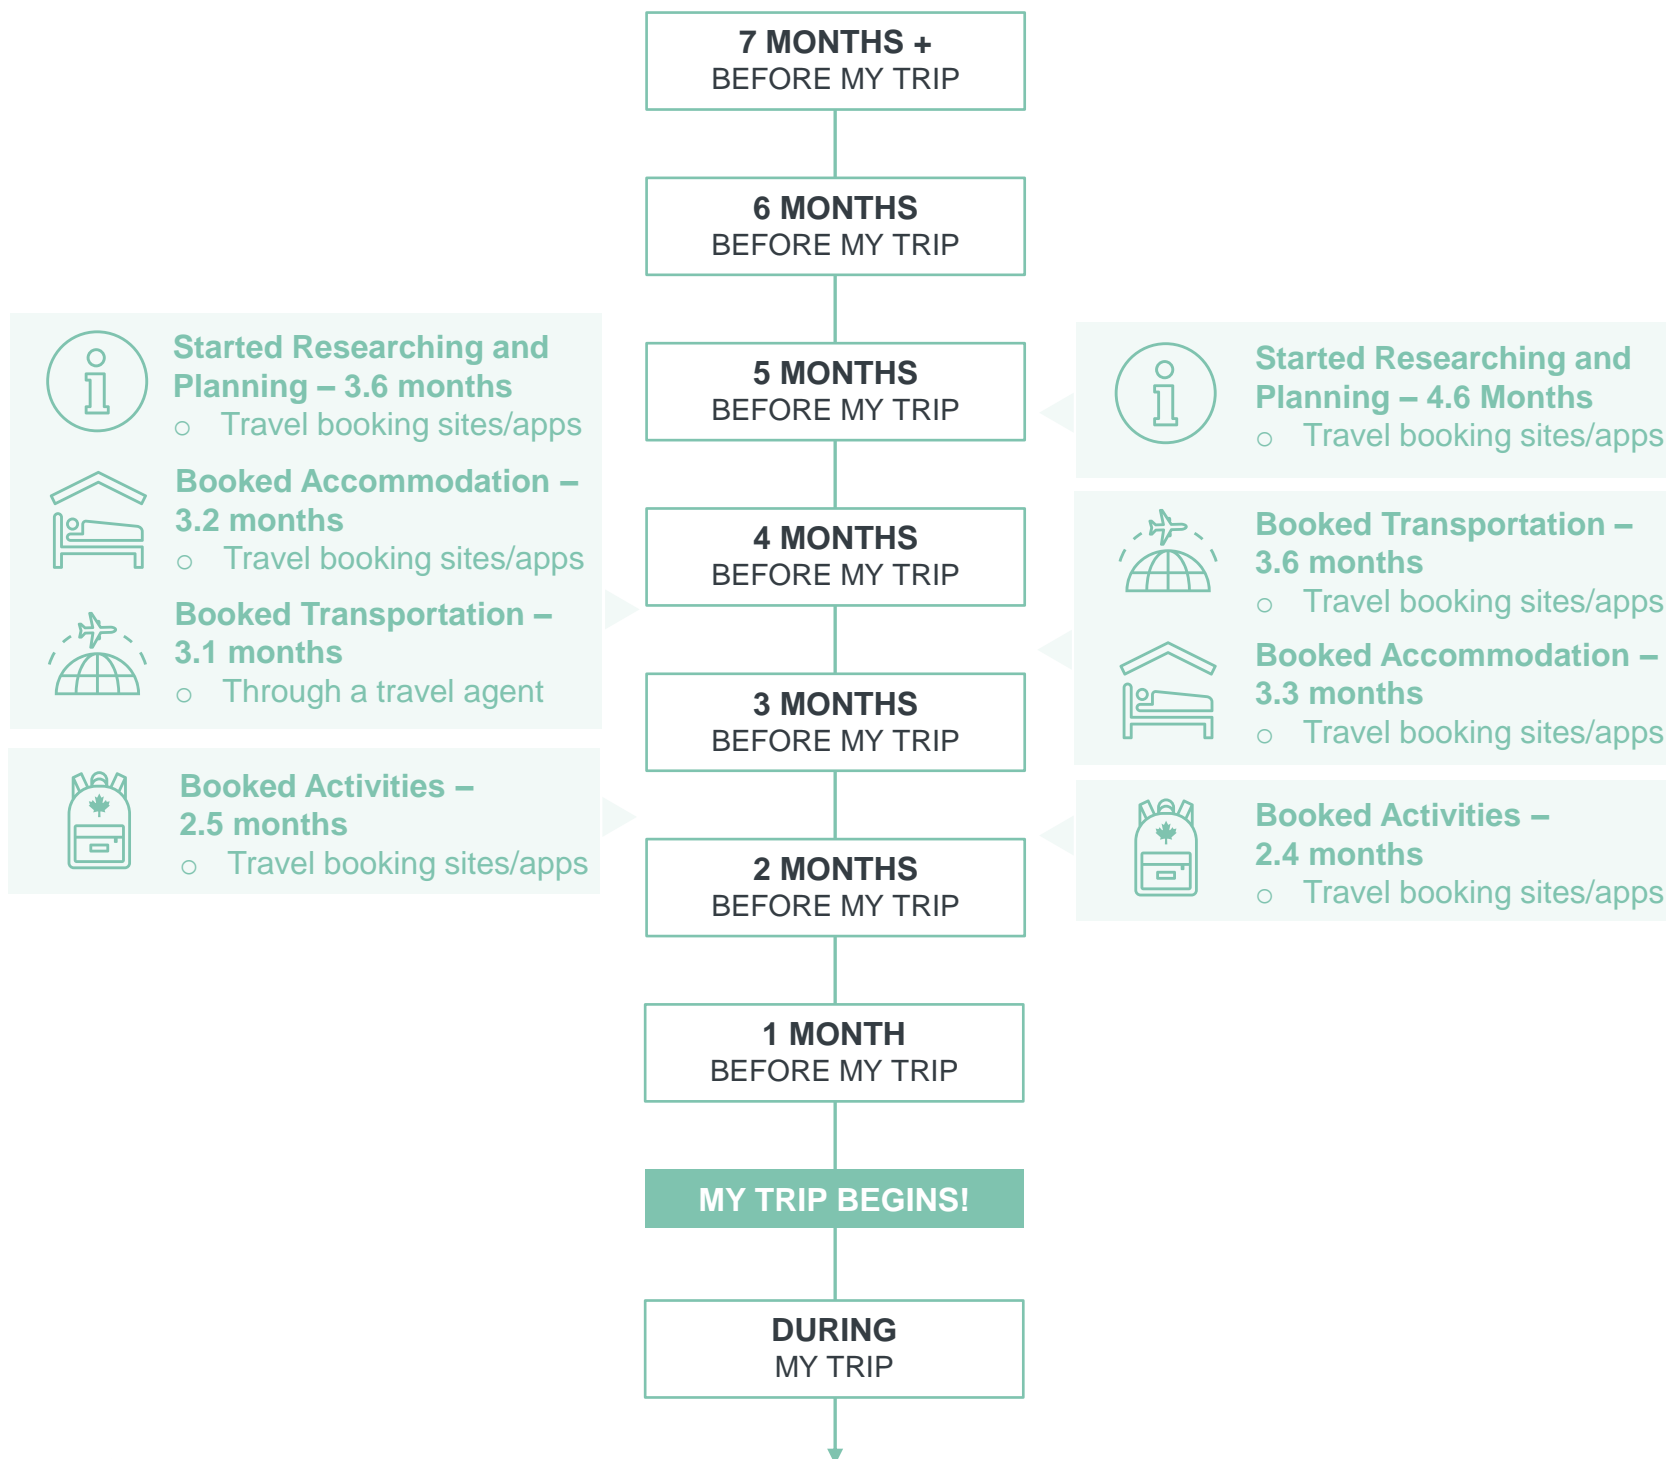 7 MONTHS +
BEFORE MY TRIP
6 MONTHS
BEFORE MY TRIP
Started Researching and
Planning – 3.6 months
○ Travel booking sites/apps
Booked Accommodation –
3.2 months
○ Travel booking sites/apps
Booked Transportation –
3.1 months
○ Through a travel agent
Booked Activities –
2.5 months
○ Travel booking sites/apps
5 MONTHS
BEFORE MY TRIP
4 MONTHS
BEFORE MY TRIP
3 MONTHS
BEFORE MY TRIP
2 MONTHS
BEFORE MY TRIP
1 MONTH
BEFORE MY TRIP
MY TRIP BEGINS!
DURING
MY TRIP
Started Researching and
Planning – 4.6 Months
○ Travel booking sites/apps
Booked Transportation –
3.6 months
○ Travel booking sites/apps
Booked Accommodation –
3.3 months
○ Travel booking sites/apps
Booked Activities –
2.4 months
○ Travel booking sites/apps